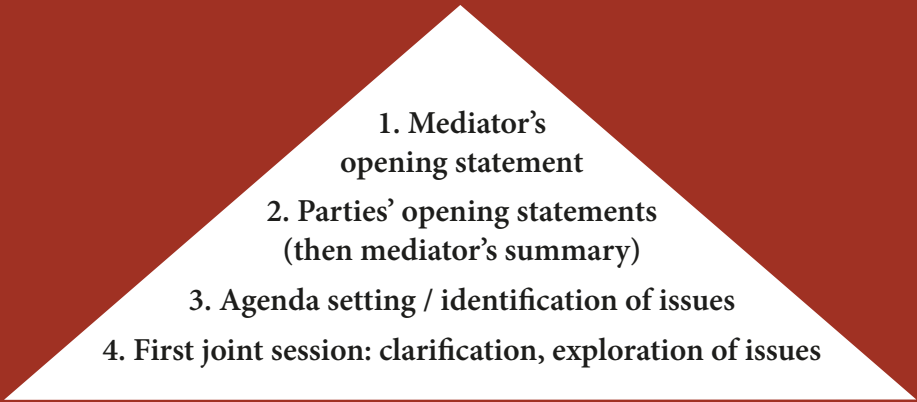 1. Mediator’s
opening statement
2. Parties’ opening statements
(then mediator’s summary)
3. Agenda setting / identification of issues
4. First joint session: clarification, exploration of issues